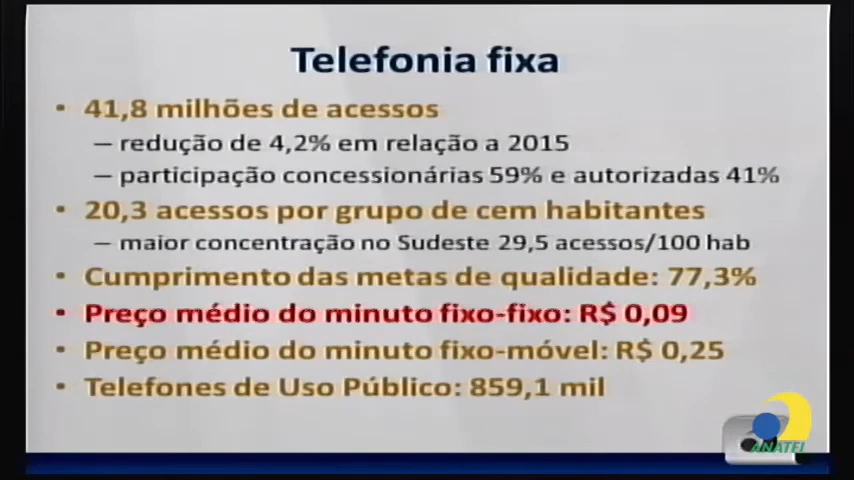 Telefonia fixa
• 41,8 milhões de acessos
– redução de 4,2% em relação a 2015
– participação concessionárias 59% e autorizadas 41%
• 20,3 acessos por grupo de cem habitantes
– maior concentração no Sudeste 29,5 acessos/100 hab
• Cumprimento das metas de qualidade: 77,3%
• Preço médio do minuto fixo-fixo: R$ 0,09
• Preço médio do minuto fixo-móvel: R$ 0,25
• Telefones de Uso Público: 859,1 mil
ANATEL